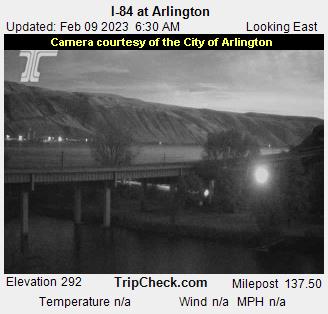 I-84 at Arlington
Updated: Feb 09 2023 6:30 AM Looking East
Camera courtesy of the City of Arlington
Elevation 292 TripCheck.com Milepost 137.50
Temperature n/a Wind n/a MPH n/a